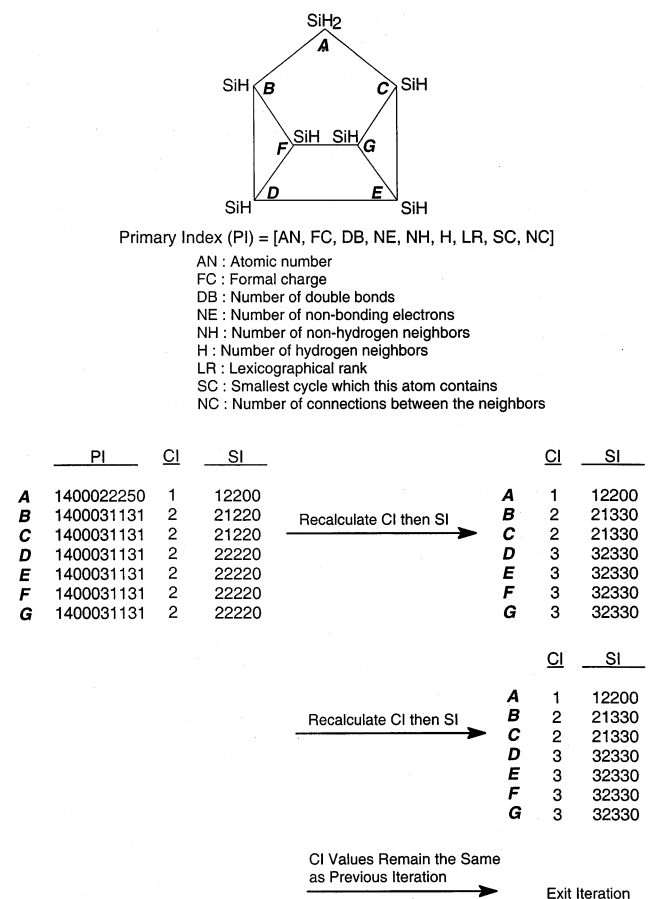 SiH2
A
SiH B C SiH
SiH SiH
F G
D E
SiH SiH
Primary Index (PI) = [AN, FC, DB, NE, NH, H, LR, SC, NC]
AN : Atomic number
FC : Formal charge
DB : Number of double bonds
NE : Number of non-bonding electrons
NH : Number of non-hydrogen neighbors
H : Number of hydrogen neighbors
LR : Lexicographical rank
SC : Smallest cycle which this atom contains
NC : Number of connections between the neighbors
PI CI SI
A 1400022250 1 12200
B 1400031131 2 21220
C 1400031131 2 21220
D 1400031131 2 22220
E 1400031131 2 22220
F 1400031131 2 22220
G 1400031131 2 22220
Recalculate CI then SI
CI SI
A 1 12200
B 2 21330
C 2 21330
D 3 32330
E 3 32330
F 3 32330
G 3 32330
Recalculate CI then SI
CI SI
A 1 12200
B 2 21330
C 2 21330
D 3 32330
E 3 32330
F 3 32330
G 3 32330
CI Values Remain the Same
as Previous Iteration
Exit Iteration